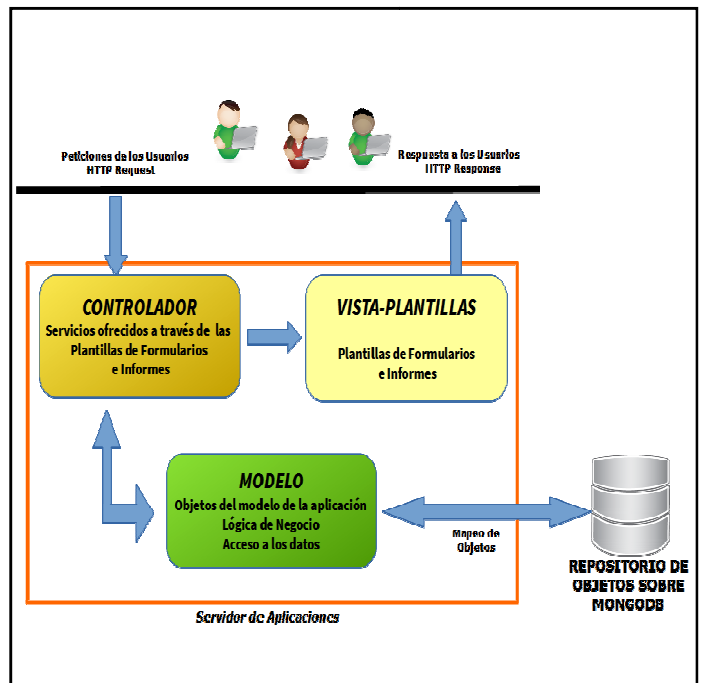 Peticiones de los Usuarios
HTTP Request
Respuesta a los Usuarios
HTTP Response
CONTROLADOR
Servicios ofrecidos a través de las
Plantillas de Formularios
e Informes
VISTA-PLANTILLAS
Plantillas de Formularios
e Informes
MODELO
Objetos del modelo de la aplicación
Lógica de Negocio
Acceso a los datos
Mapeo de
Objetos
REPOSITORIO DE
OBJETOS SOBRE
MONGODB
Servidor de Aplicaciones